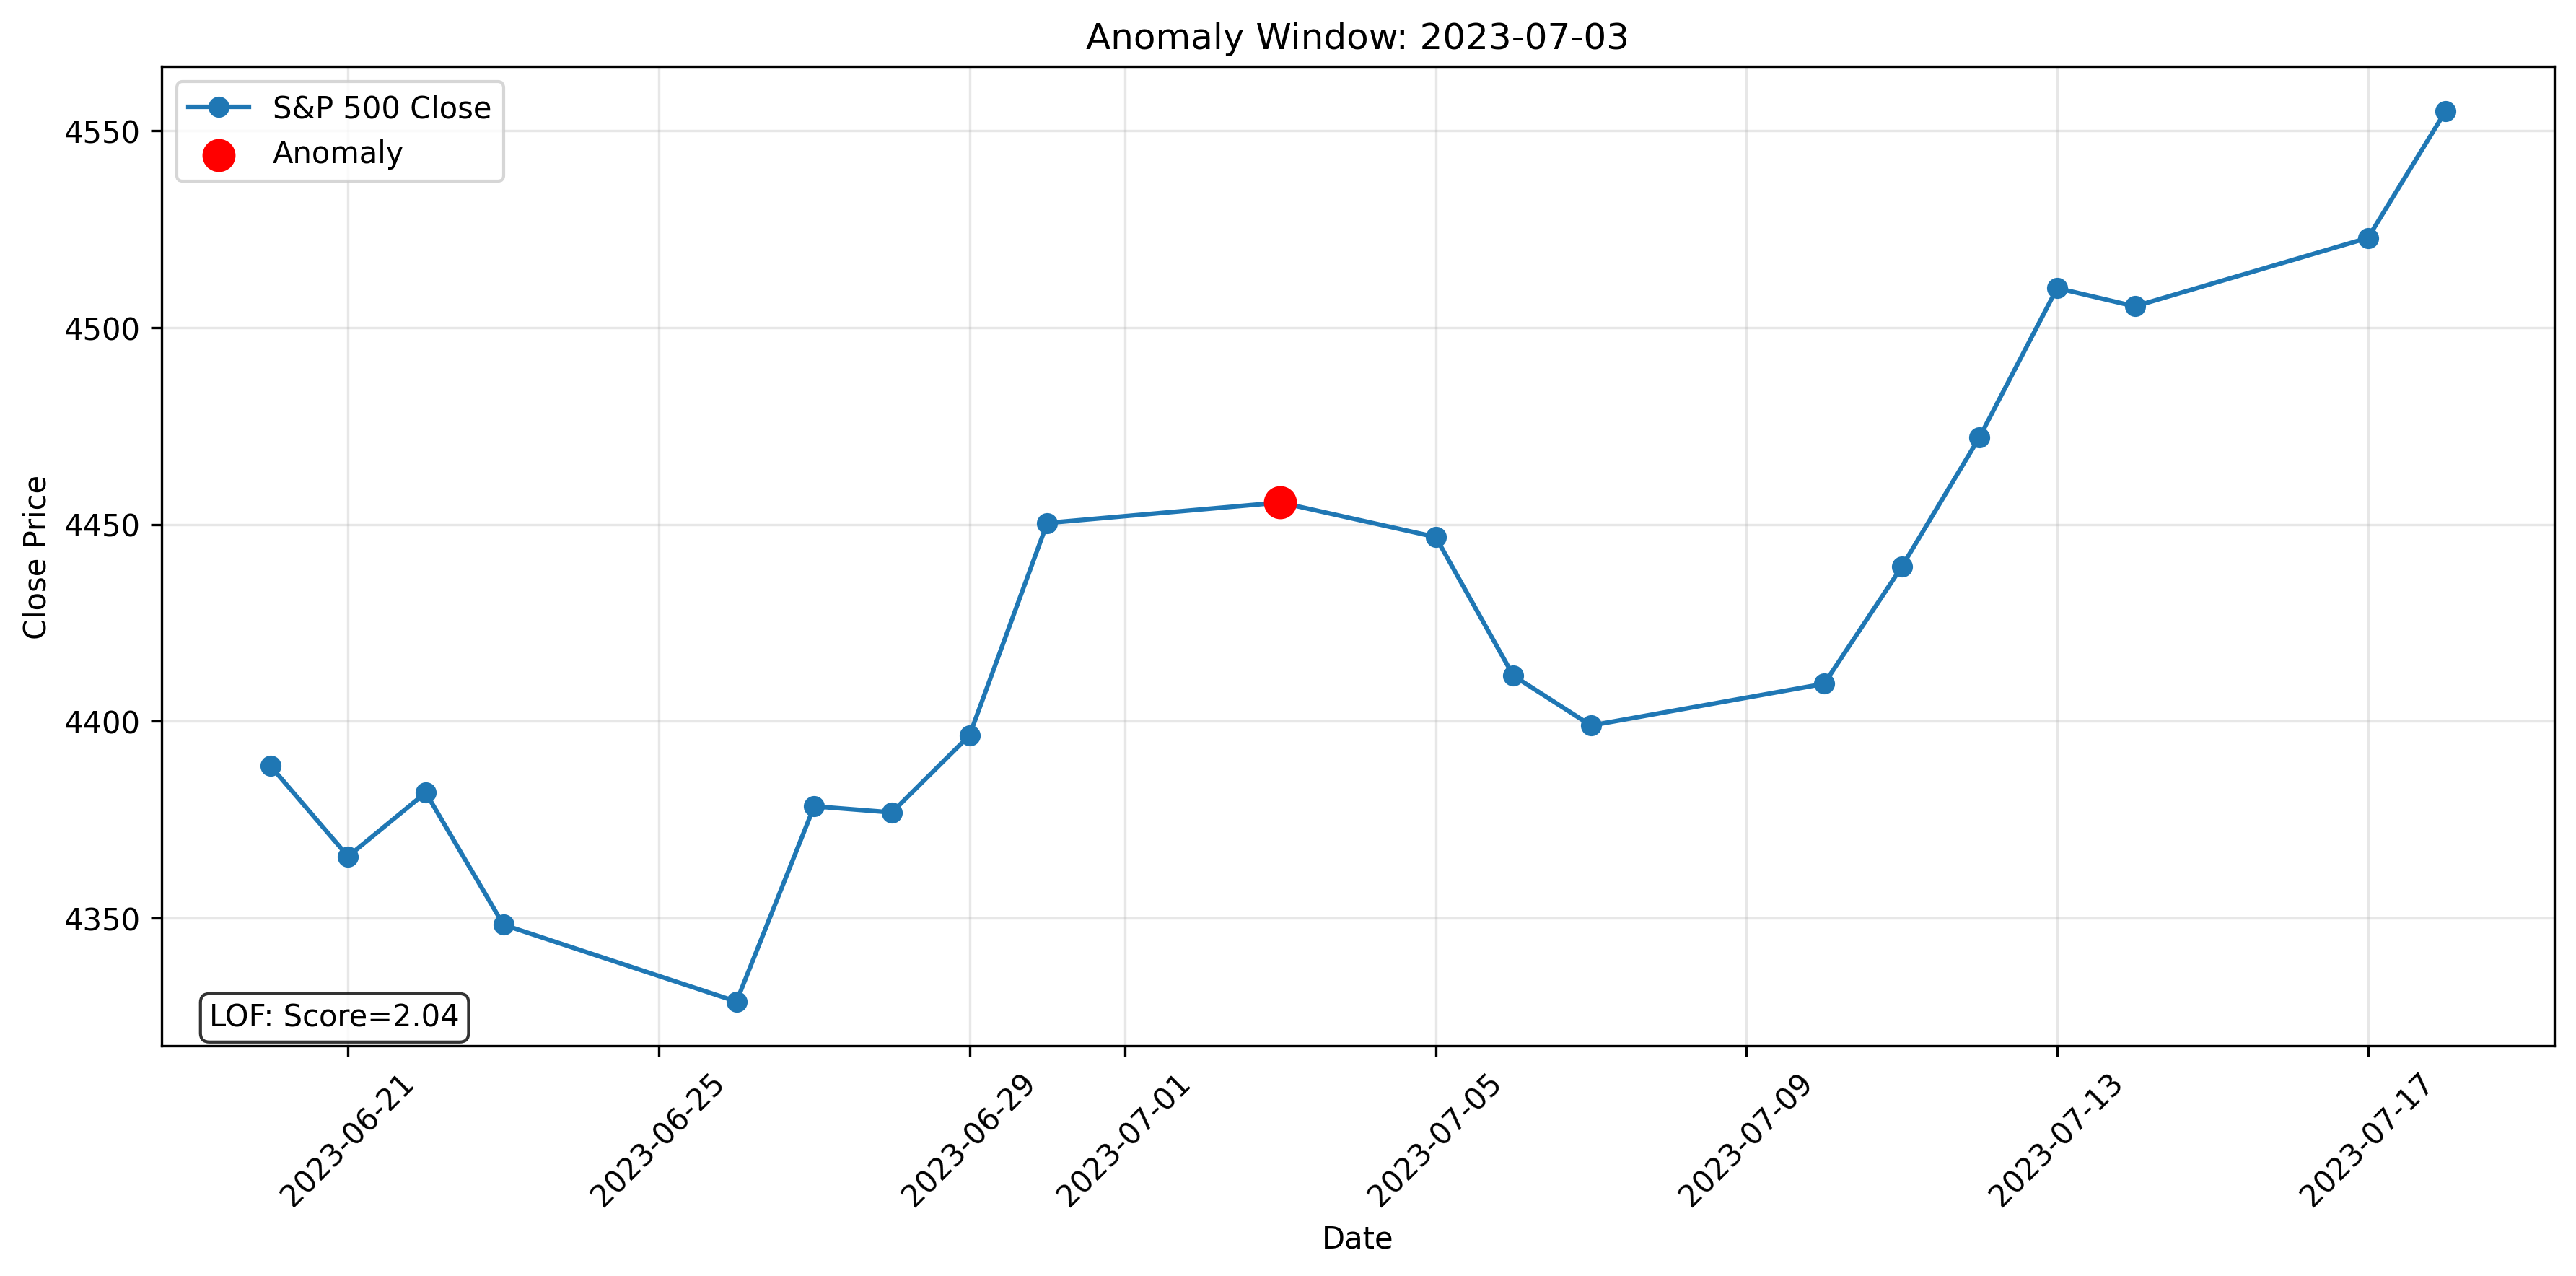 Anomaly Window: 2023-07-03
S&P 500 Close
Anomaly
4550
4500
4450
4400
4350
Close Price
LOF: Score=2.04
2023-06-21
2023-06-25
2023-06-29
2023-07-01
2023-07-05
2023-07-09
2023-07-13
2023-07-17
Date